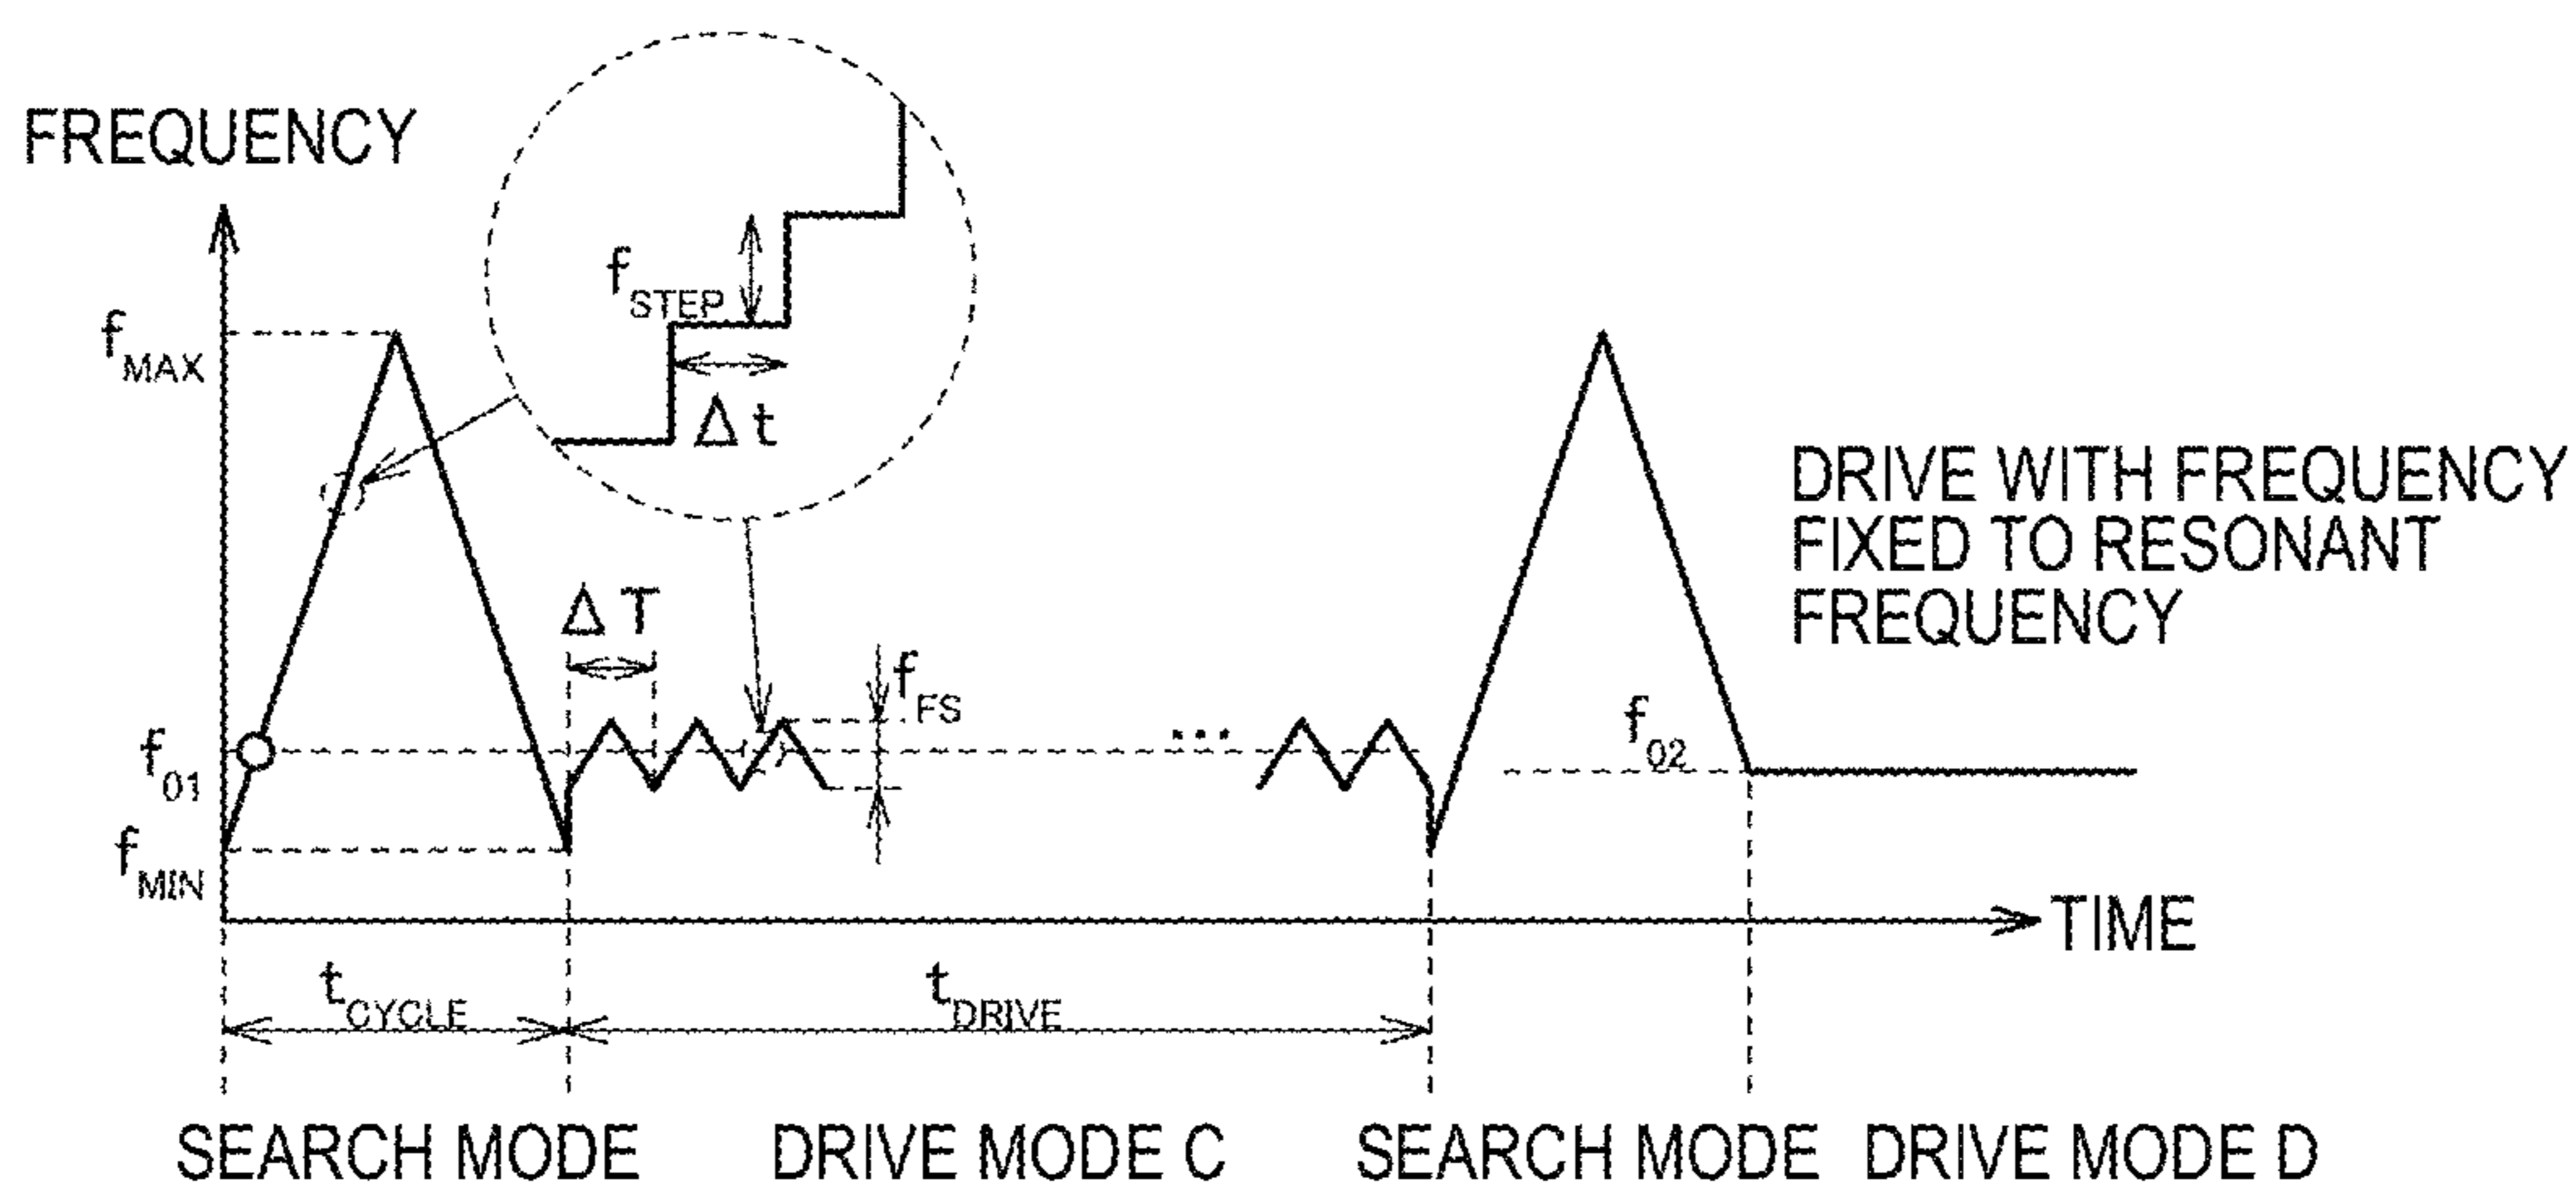 FREQUENCY
fSTEP
Δt
fMAX
DRIVE WITH FREQUENCY
FIXED TO RESONANT
FREQUENCY
ΔT
fFS
f01
...
f02
fMIN
TIME
tCYCLE
tDRIVE
SEARCH MODE
DRIVE MODE C
SEARCH MODE
DRIVE MODE D